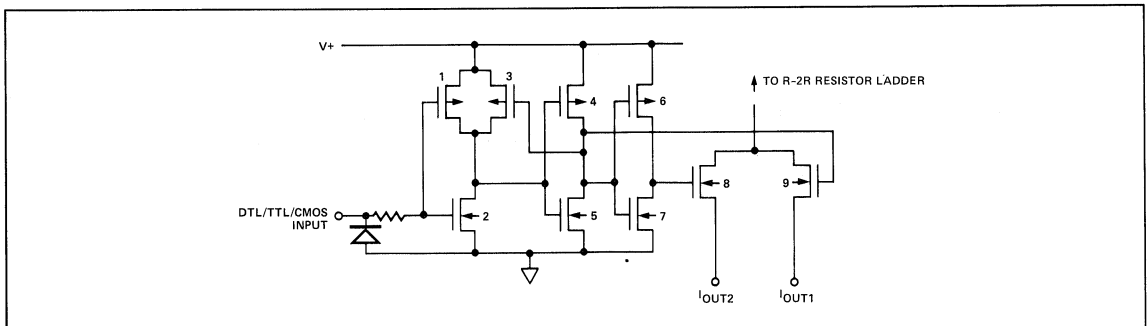 V+
1
3
4
6
TO R-2R RESISTOR LADDER
DTL/TTL/CMOS
INPUT
2
5
7
8
9
IOUT2
IOUT1